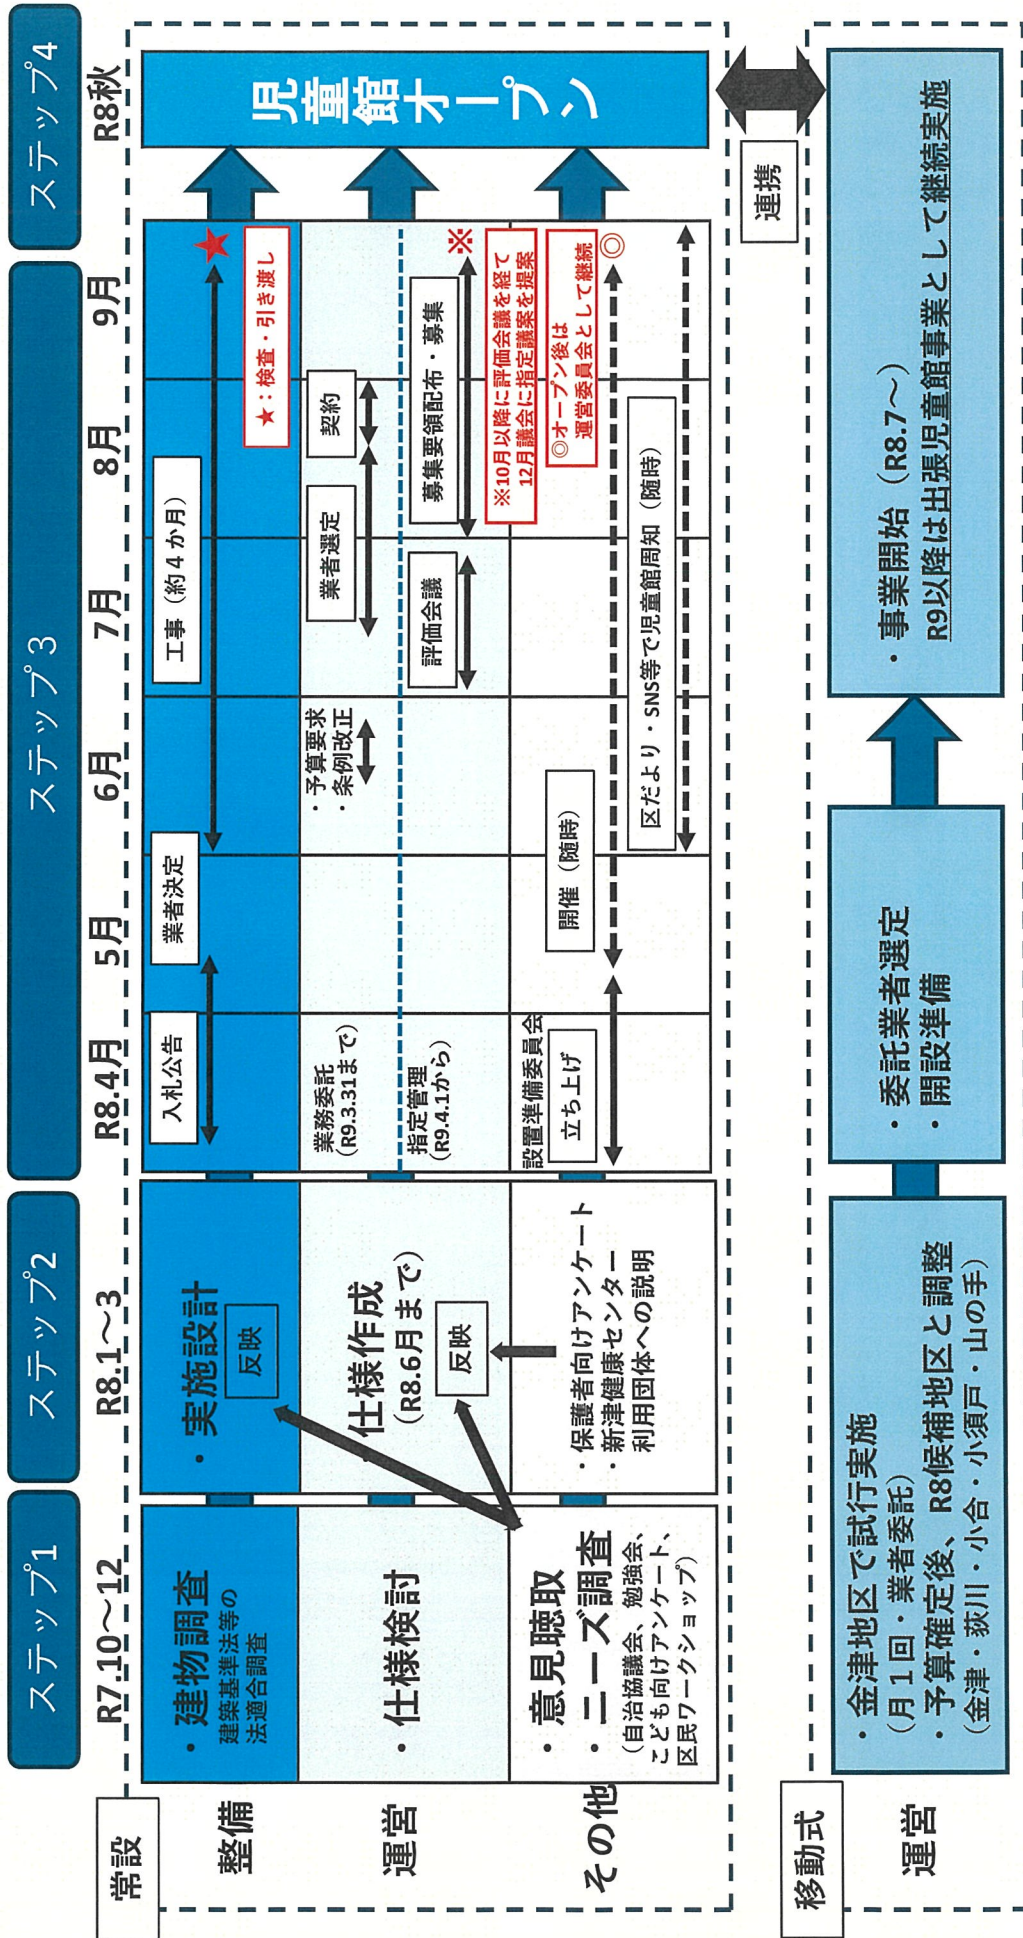 ステップ1
ステップ2
ステップ3
ステップ4
R7.10～12
R8.1～3
R8.4月
5月
6月
7月
8月
9月
R8秋
常設
整備
・建物調査
建築基準法等の
法適合調査
・実施設計
反映
入札公告
業者決定
工事（約４か月）
★：検査・引き渡し
運営
・仕様検討
・仕様作成
（R8.6月まで）
反映
業務委託
（R9.3.31まで）
・予算要求
・条例改正
業者選定
契約
指定管理
（R9.4.1から）
評価会議
募集要領配布・募集
※
※10月以降に評価会議を経て
12月議会に指定議案を提案
その他
・意見聴取
・ニーズ調査
（自治協議会、勉強会、
こども向けアンケート、
区民ワークショップ）
・保護者向けアンケート
・新津健康センター
利用団体への説明
設置準備委員会
立ち上げ
開催（随時）
◎オープン後は
運営委員会として継続
◎
区だより・SNS等で児童館周知（随時）
児童館オープン
連携
移動式
運営
・金津地区で試行実施
（月１回・業者委託）
・予算確定後、R8候補地区と調整
（金津・荻川・小合・小須戸・山の手）
・委託業者選定
・開設準備
・事業開始（R8.7～）
R9以降は出張児童館事業として継続実施